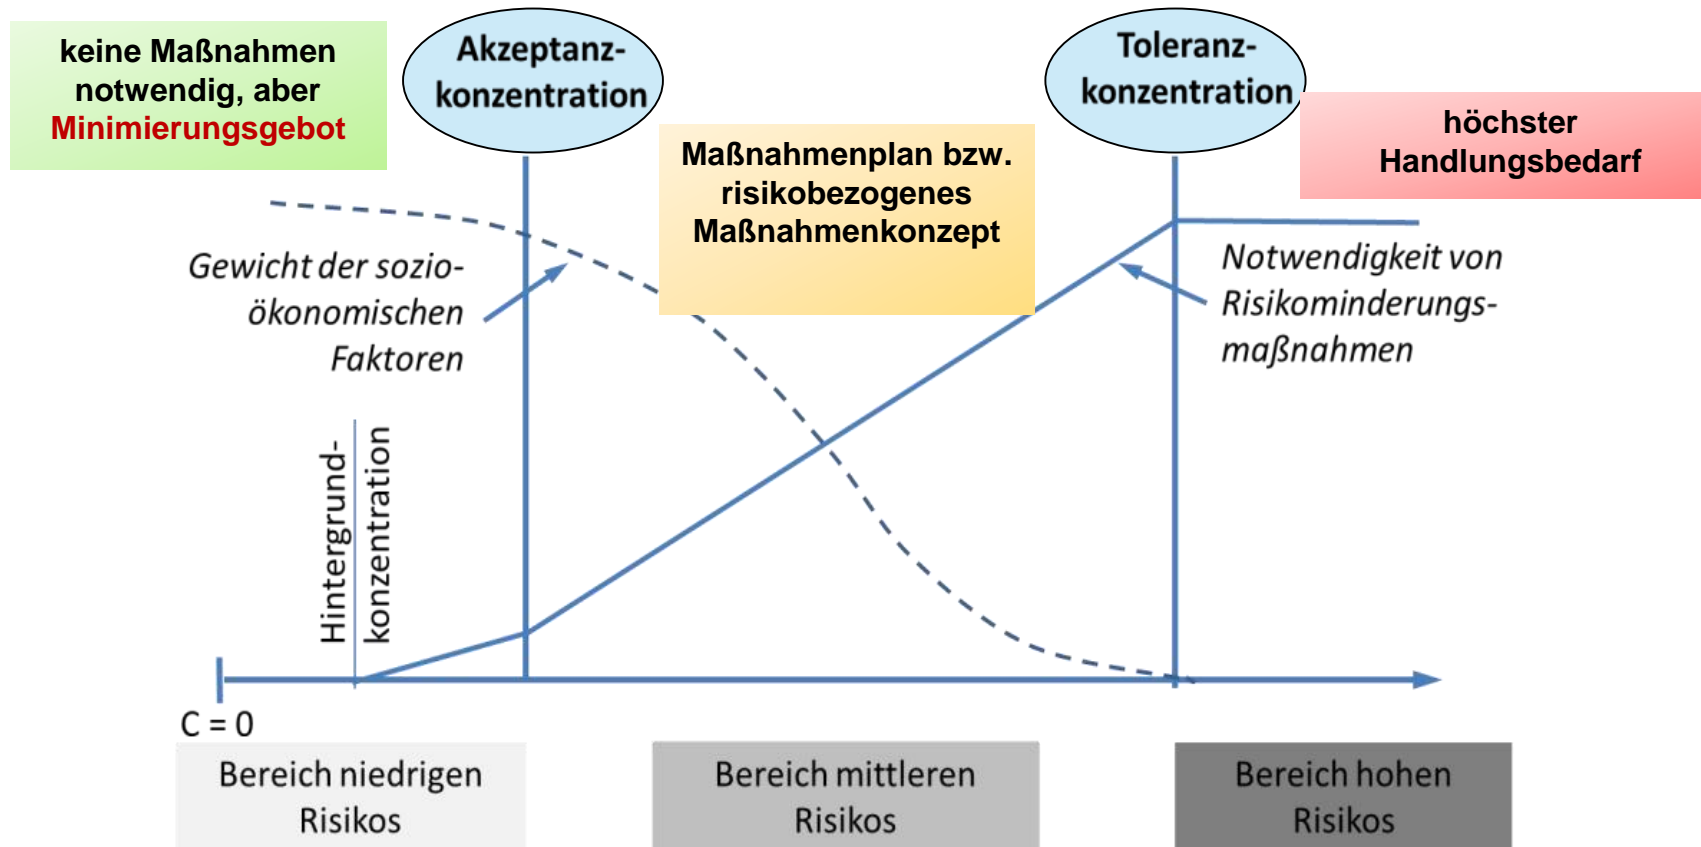 keine Maßnahmen
notwendig, aber
Minimierungsgebot
Akzeptanz-
konzentration
Toleranz-
konzentration
höchster
Handlungsbedarf
Maßnahmenplan bzw.
risikobezogenes
Maßnahmenkonzept
Gewicht der sozio-
ökonomischen
Faktoren
Notwendigkeit von
Risikominderungs-
maßnahmen
Hintergrund-
konzentration
C = 0
Bereich niedrigen
Risikos
Bereich mittleren
Risikos
Bereich hohen
Risikos